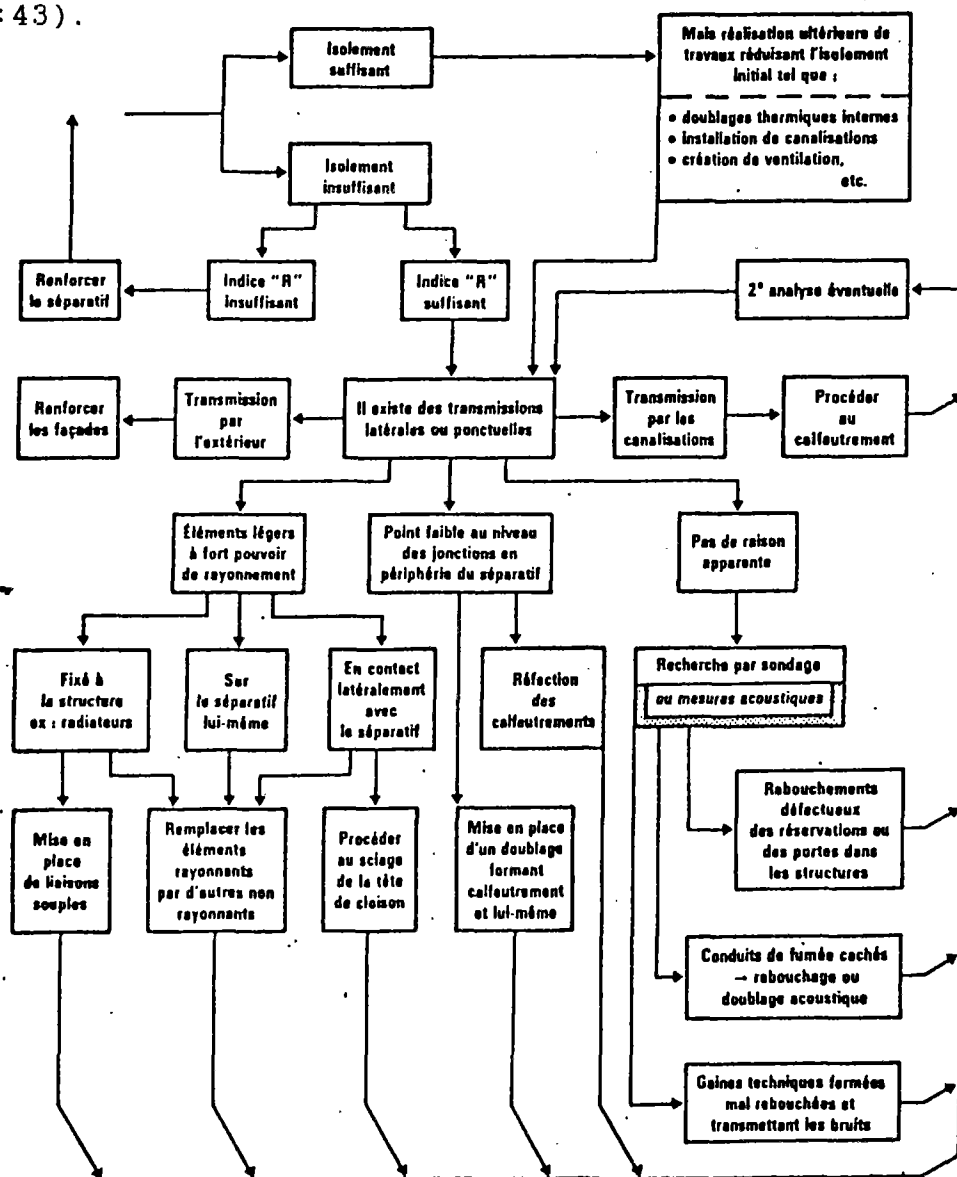 :43).
Isolement
suffisant
Mais réalisation ultérieure de
travaux réduisant l'isolement
initial tel que :
• doublages thermiques internes
• installation de canalisations
• création de ventilation,
etc.
Isolement
insuffisant
Renforcer
le séparatif
Indice "R"
insuffisant
Indice "R"
suffisant
2° analyse éventuelle
Renforcer
les façades
Transmission
par
l'extérieur
Il existe des transmissions
latérales ou ponctuelles
Transmission
par les
canalisations
Procéder
au
calfeutrement
Éléments légers
à fort pouvoir
de rayonnement
Point faible au niveau
des jonctions en
périphérie du séparatif
Pas de raison
apparente
Fixé à
la structure
ex : radiateurs
Sur
le séparatif
lui-même
En contact
latéralement
avec
le séparatif
Réfection
des
calfeutrements
Recherche par sondage
ou mesures acoustiques
Mise en
place
de liaisons
souples
Remplacer les
éléments
rayonnants
par d'autres non
rayonnants
Procéder
au sciage
de la tête
de cloison
Mise en place
d'un doublage
formant
calfeutrement
et lui-même
Rabouchements
défectueux
des réservations ou
des portes dans
les structures
Conduits de fumée cachés
→ rebouchage ou
doublage acoustique
Gaines techniques fermées
mal rebouchées et
transmettant les bruits